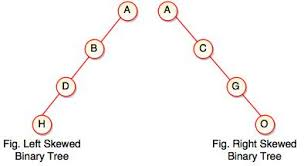 A A
B C
D G
H O
Fig. Left Skewed Fig. Right Skewed
Binary Tree Binary Tree